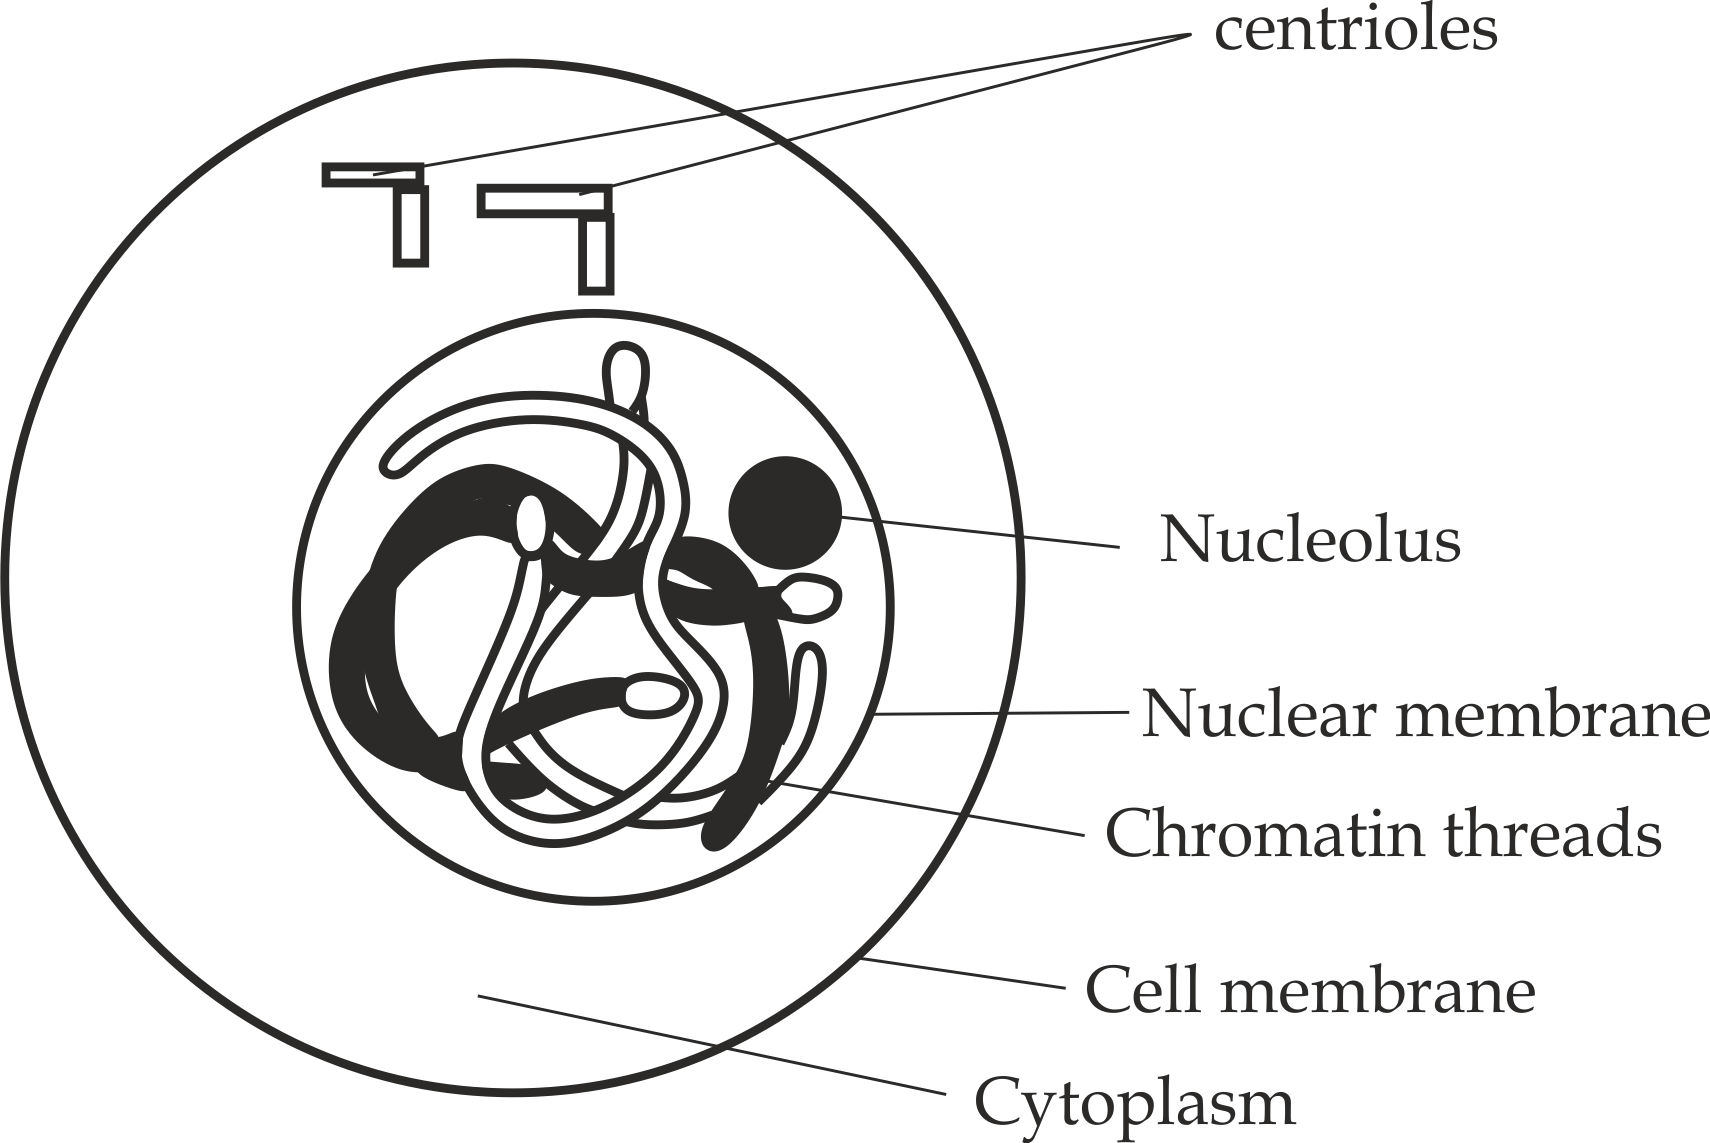 centrioles
Nucleolus
Nuclear membrane
Chromatin threads
Cell membrane
Cytoplasm